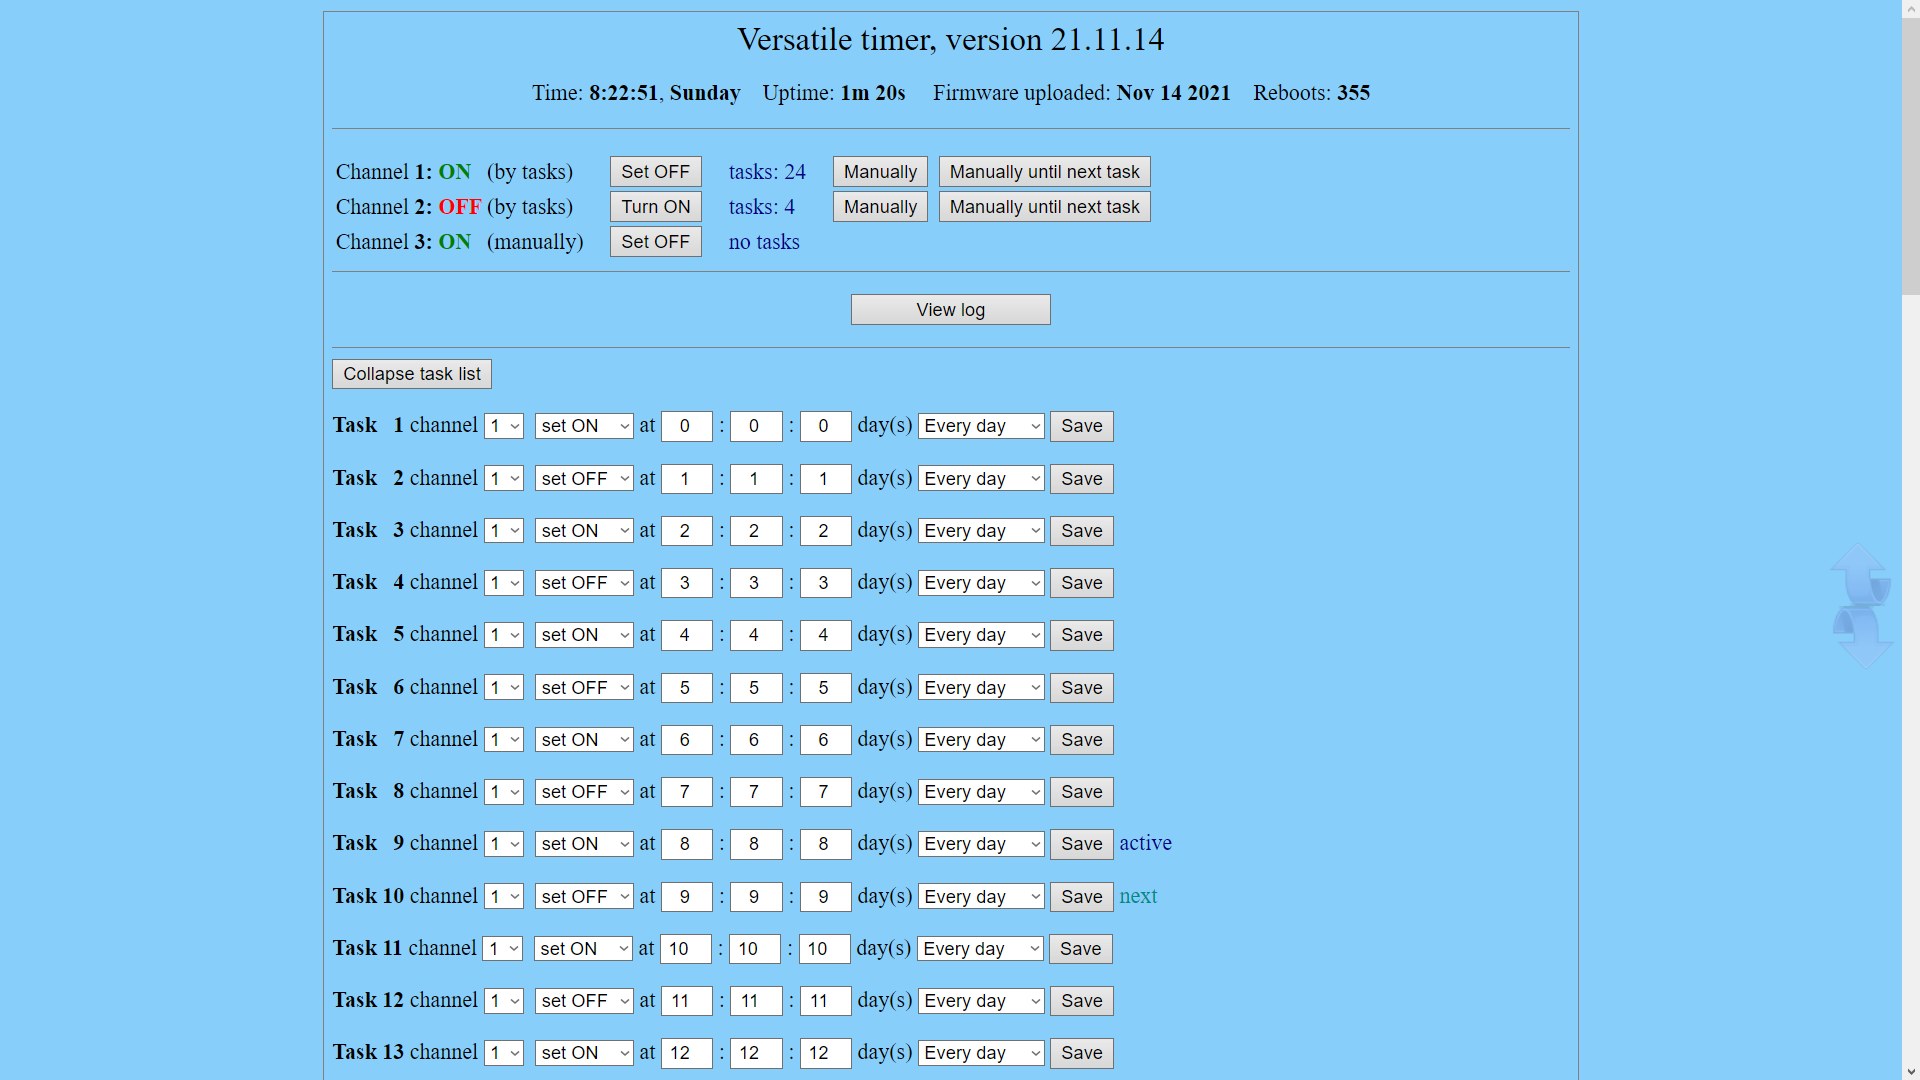 Versatile timer, version 21.11.14
Time: 8:22:51, Sunday Uptime: 1m 20s Firmware uploaded: Nov 14 2021 Reboots: 355
Channel 1: ON (by tasks) Set OFF tasks: 24 Manually Manually until next task
Channel 2: OFF (by tasks) Turn ON tasks: 4 Manually Manually until next task
Channel 3: ON (manually) Set OFF no tasks
View log
Collapse task list
Task 1 channel 1 set ON at 0 : 0 : 0 day(s) Every day Save
Task 2 channel 1 set OFF at 1 : 1 : 1 day(s) Every day Save
Task 3 channel 1 set ON at 2 : 2 : 2 day(s) Every day Save
Task 4 channel 1 set OFF at 3 : 3 : 3 day(s) Every day Save
Task 5 channel 1 set ON at 4 : 4 : 4 day(s) Every day Save
Task 6 channel 1 set OFF at 5 : 5 : 5 day(s) Every day Save
Task 7 channel 1 set ON at 6 : 6 : 6 day(s) Every day Save
Task 8 channel 1 set OFF at 7 : 7 : 7 day(s) Every day Save
Task 9 channel 1 set ON at 8 : 8 : 8 day(s) Every day Save active
Task 10 channel 1 set OFF at 9 : 9 : 9 day(s) Every day Save next
Task 11 channel 1 set ON at 10 : 10 : 10 day(s) Every day Save
Task 12 channel 1 set OFF at 11 : 11 : 11 day(s) Every day Save
Task 13 channel 1 set ON at 12 : 12 : 12 day(s) Every day Save